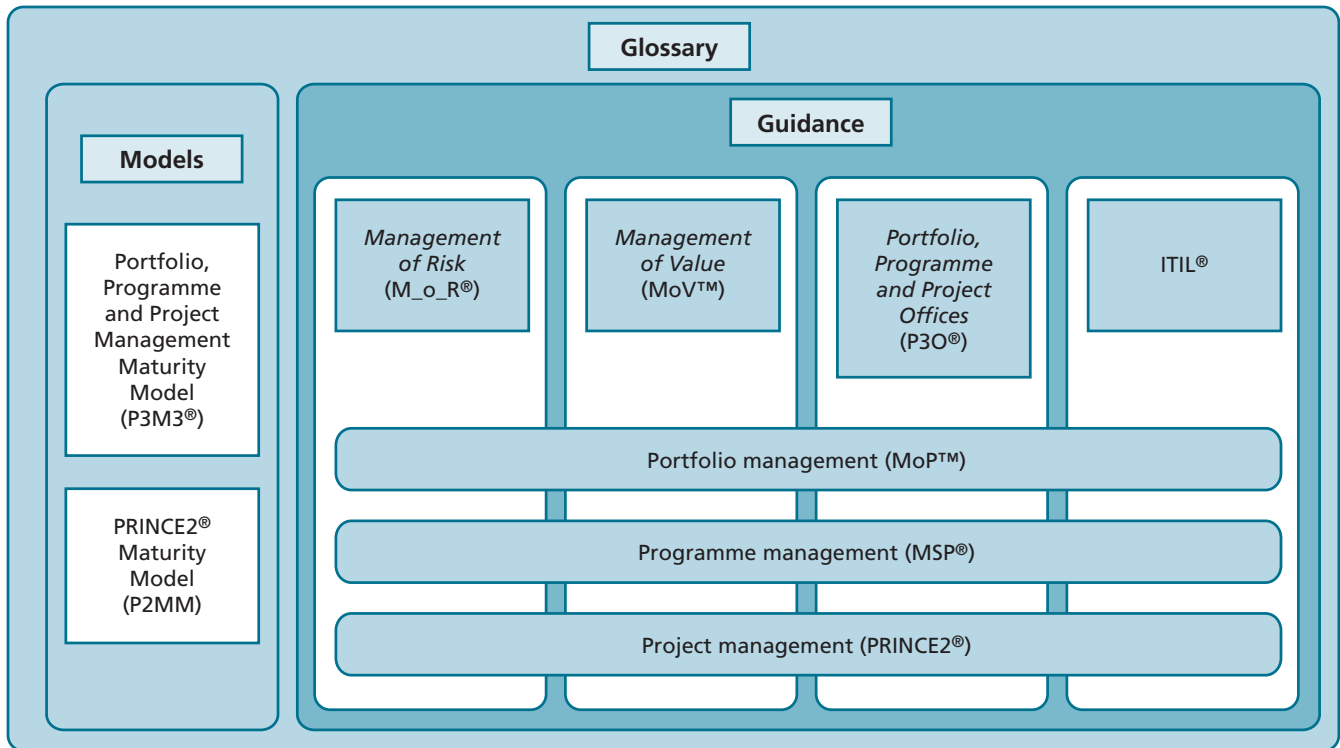 Glossary
Models
Portfolio,
Programme
and Project
Management
Maturity
Model
(P3M3®)
PRINCE2®
Maturity
Model
(P2MM)
Guidance
Management
of Risk
(M_o_R®)
Management
of Value
(MoV™)
Portfolio,
Programme
and Project
Offices
(P3O®)
ITIL®
Portfolio management (MoP™)
Programme management (MSP®)
Project management (PRINCE2®)